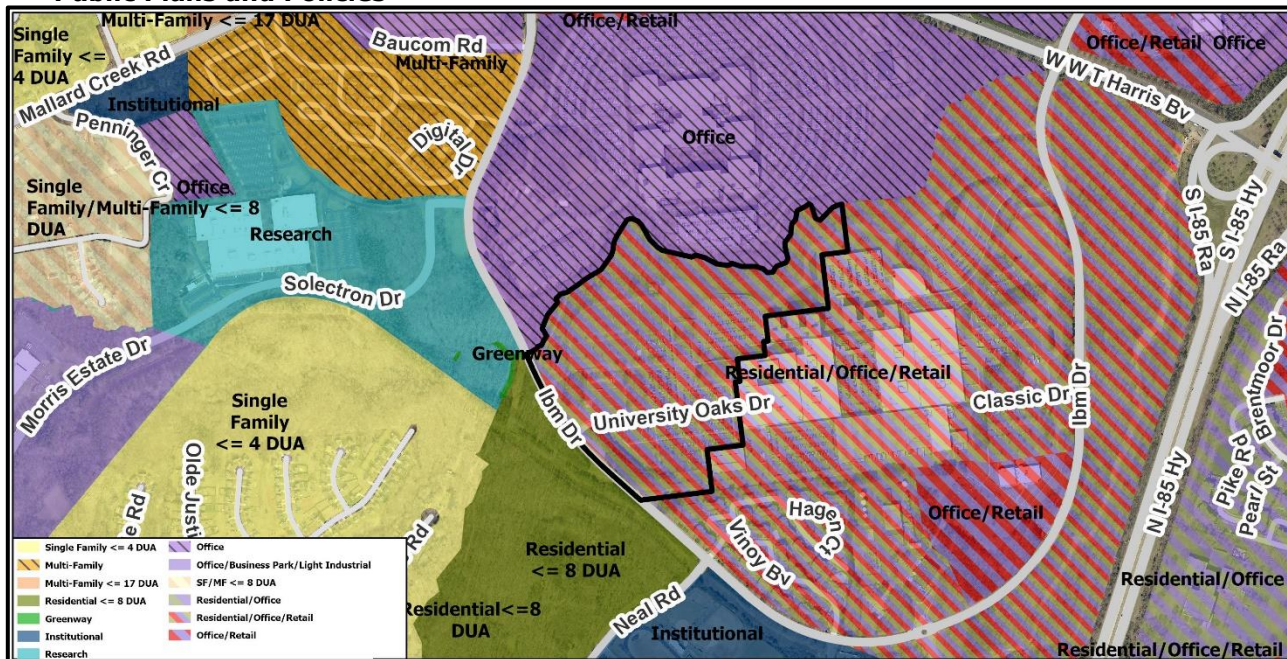 Public Plans and Policies
Multi-Family <= 17 DUA
Office/Retail
Single
Family <=
4 DUA
Mallard Creek Rd
Baucom Rd
Multi-Family
Office/Retail
Office
W W T Harris Bv
Institutional
Penninger Cr
Digital Dr
Office
S I-85 Ra
S I-85 Hy
N I-85 Ra
Single
Family/Multi-Family <= 8
DUA
Office
Research
Solectron Dr
Morris Estate Dr
Greenway
Ibm Dr
Residential/Office/Retail
University Oaks Dr
Classic Dr
Ibm Dr
Brentmoor Dr
Single
Family
<= 4 DUA
Olde Justi
e Rd
Rd
N I-85 Hy
Pike Rd
Pearl St
Hagen Ct
Office/Retail
Vinoy Bv
Residential
<= 8 DUA
Residential<=8
DUA
Neal Rd
Institutional
Residential/Office
Residential/Office/Retail
Single Family <= 4 DUA
Multi-Family
Multi-Family <= 17 DUA
Residential <= 8 DUA
Greenway
Institutional
Research
Office
Office/Business Park/Light Industrial
SF/MF <= 8 DUA
Residential/Office
Residential/Office/Retail
Office/Retail